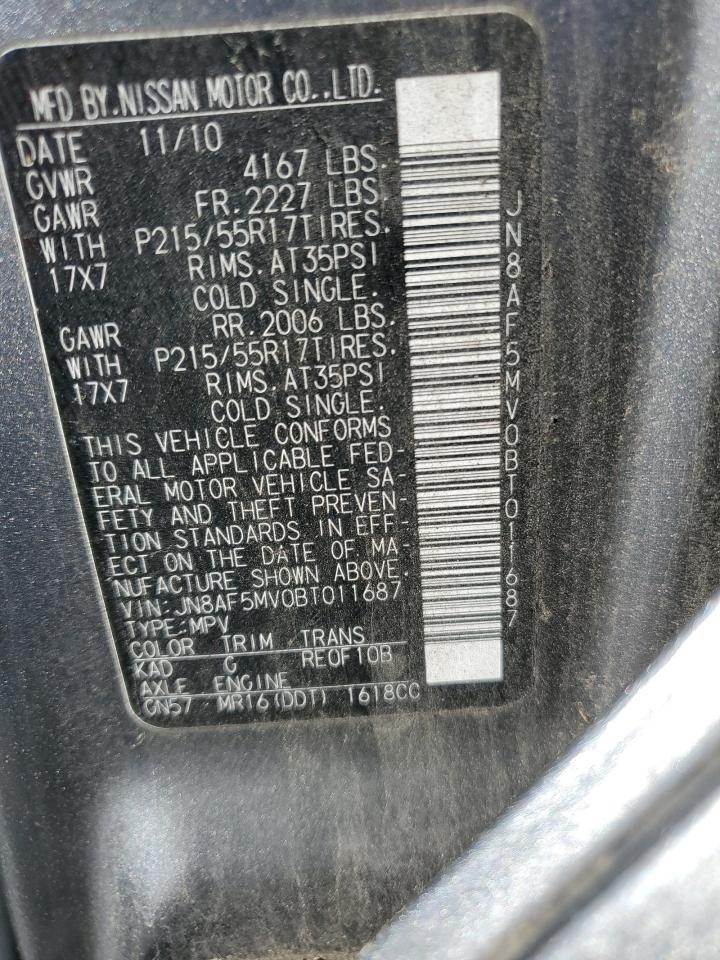 MFD BY.NISSAN MOTOR CO.,LTD.
DATE 11/10
GVWR 4167 LBS.
GAWR FR.2227 LBS.
WITH P215/55R17TIRES.
17X7 RIMS.AT35PSI
COLD SINGLE.
GAWR RR.2006 LBS.
WITH P215/55R17TIRES.
17X7 RIMS.AT35PSI
COLD SINGLE.
THIS VEHICLE CONFORMS
TO ALL APPLICABLE FED-
ERAL MOTOR VEHICLE SA-
FETY AND THEFT PREVEN-
TION STANDARDS IN EFF-
ECT ON THE DATE OF MA-
NUFACTURE SHOWN ABOVE.
VIN:JN8AF5MV0BT011687
TYPE:MPV
COLOR TRIM TRANS
KAD G RE0F10B
AXLE ENGINE
GN57 MR16(DDT) 1618CC
JN8AF5MV0BT011687